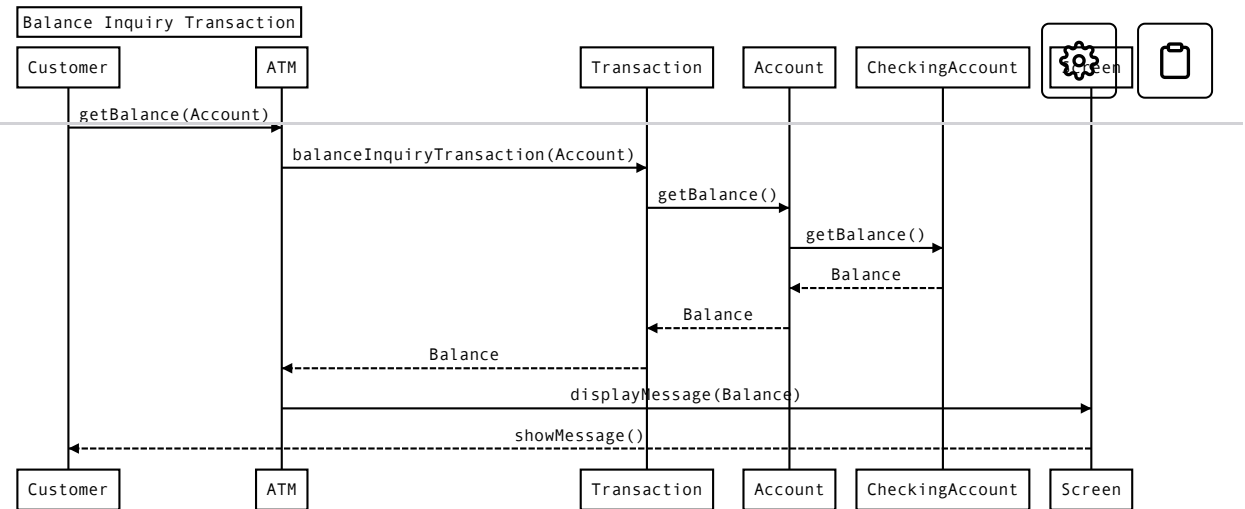 Balance Inquiry Transaction
Customer ATM Transaction Account CheckingAccount Screen
getBalance(Account)
balanceInquiryTransaction(Account)
getBalance()
getBalance()
Balance
Balance
Balance
displayMessage(Balance)
showMessage()
Customer ATM Transaction Account CheckingAccount Screen